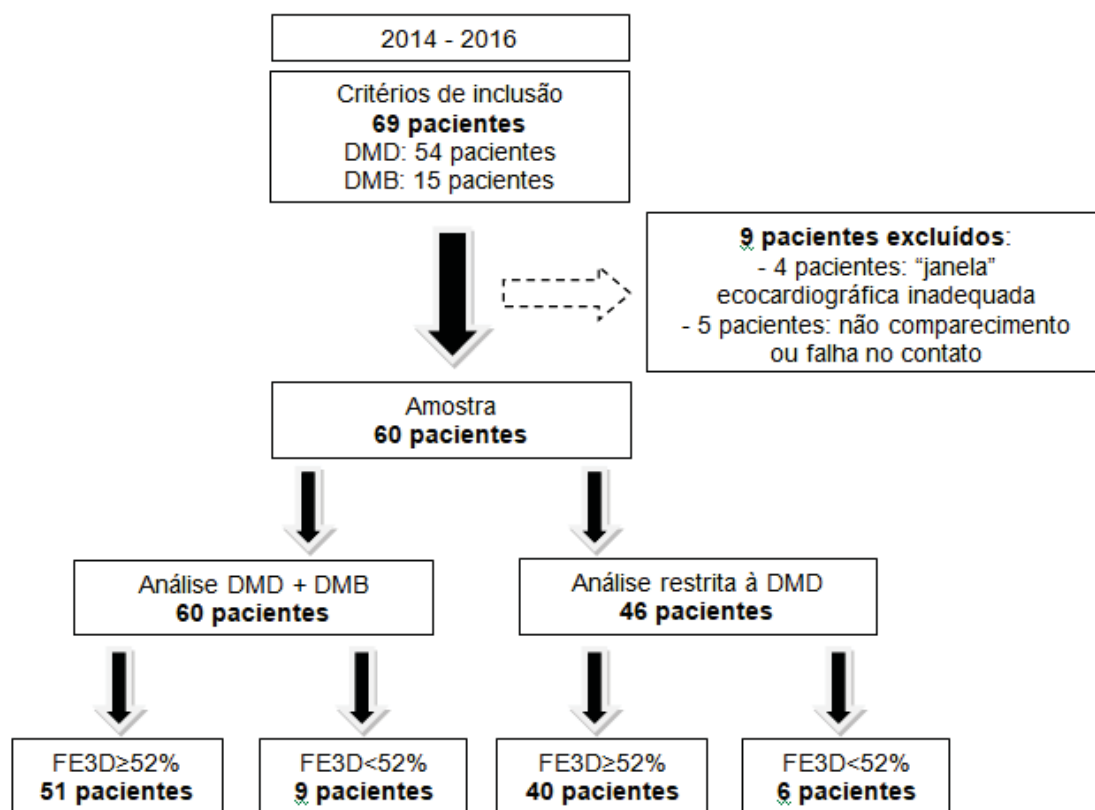 2014 - 2016
Critérios de inclusão
69 pacientes
DMD: 54 pacientes
DMB: 15 pacientes
9 pacientes excluídos:
- 4 pacientes: “janela”
ecocardiográfica inadequada
- 5 pacientes: não comparecimento
ou falha no contato
Amostra
60 pacientes
Análise DMD + DMB
60 pacientes
Análise restrita à DMD
46 pacientes
FE3D≥52%
51 pacientes
FE3D<52%
9 pacientes
FE3D≥52%
40 pacientes
FE3D<52%
6 pacientes